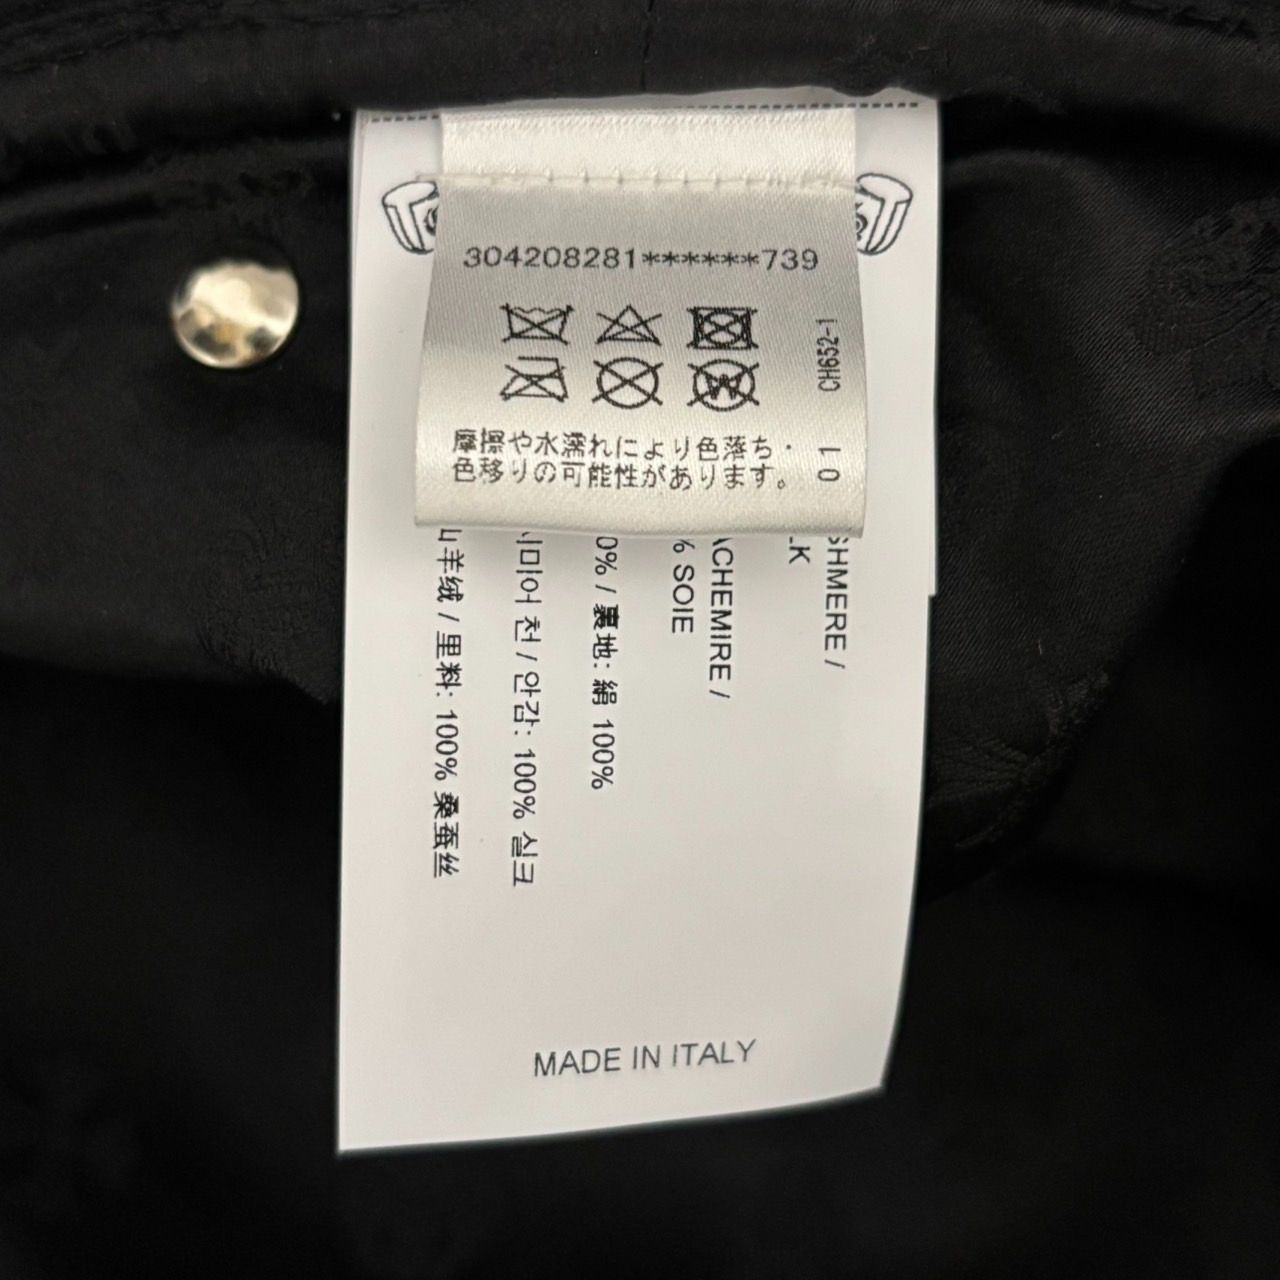 304208281******739
CH652-1
摩擦や水濡れにより色落ち・
色移りの可能性があります。
0 1
SHMERE /
LK
ACHEMIRE /
% SOIE
0% / 裏地: 絹 100%
시미어 천 / 안감: 100% 실크
山羊绒 / 里料: 100% 桑蚕丝
MADE IN ITALY